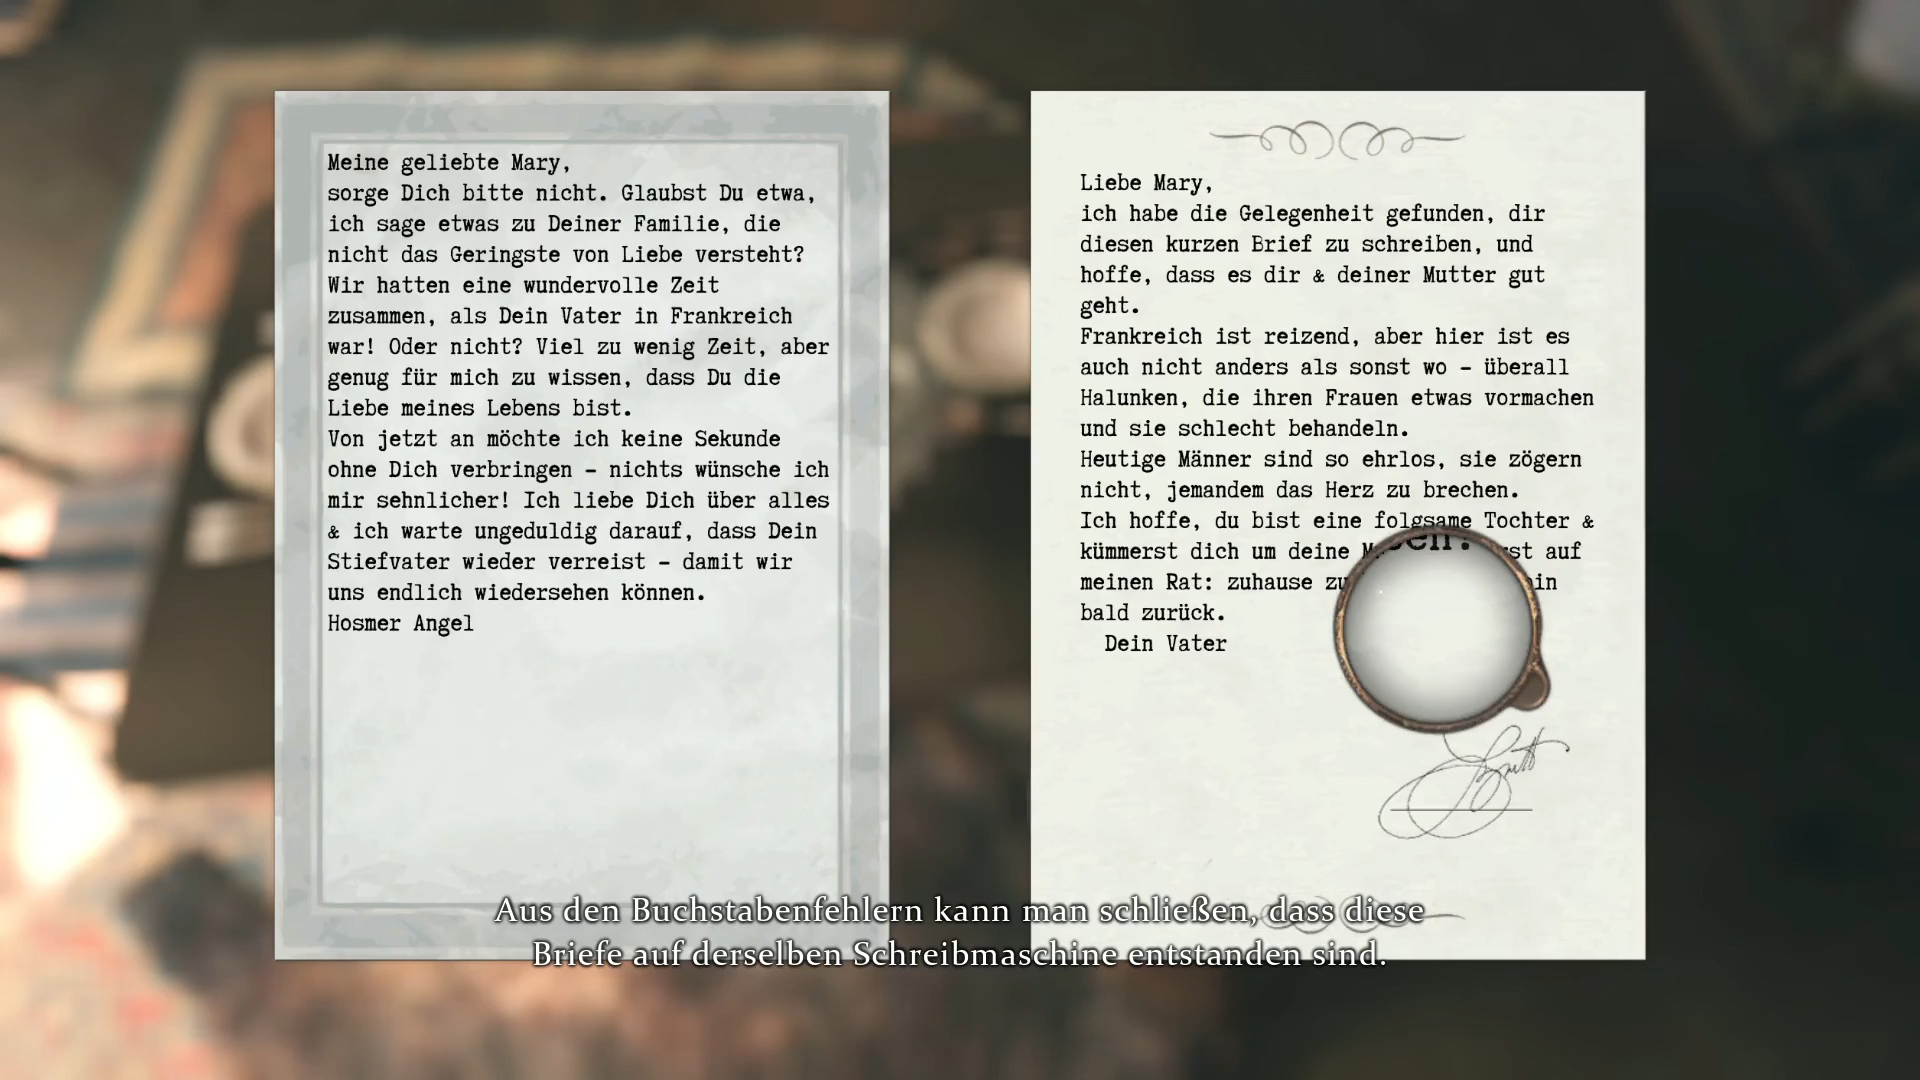 Meine geliebte Mary,
sorge Dich bitte nicht. Glaubst Du etwa,
ich sage etwas zu Deiner Familie, die
nicht das Geringste von Liebe versteht?
Wir hatten eine wundervolle Zeit
zusammen, als Dein Vater in Frankreich
war! Oder nicht? Viel zu wenig Zeit, aber
genug für mich zu wissen, dass Du die
Liebe meines Lebens bist.
Von jetzt an möchte ich keine Sekunde
ohne Dich verbringen - nichts wünsche ich
mir sehnlicher! Ich liebe Dich über alles
& ich warte ungeduldig darauf, dass Dein
Stiefvater wieder verreist - damit wir
uns endlich wiedersehen können.
Hosmer Angel
Liebe Mary,
ich habe die Gelegenheit gefunden, dir
diesen kurzen Brief zu schreiben, und
hoffe, dass es dir & deiner Mutter gut
geht.
Frankreich ist reizend, aber hier ist es
auch nicht anders als sonst wo - überall
Halunken, die ihren Frauen etwas vormachen
und sie schlecht behandeln.
Heutige Männer sind so ehrlos, sie zögern
nicht, jemandem das Herz zu brechen.
Ich hoffe, du bist eine folgsame Tochter &
kümmerst dich um deine auf
meinen Rat: zuhause
bald zurück.
Dein Vater
Aus den Buchstabenfehlern kann man schließen, dass diese
Briefe auf derselben Schreibmaschine entstanden sind.